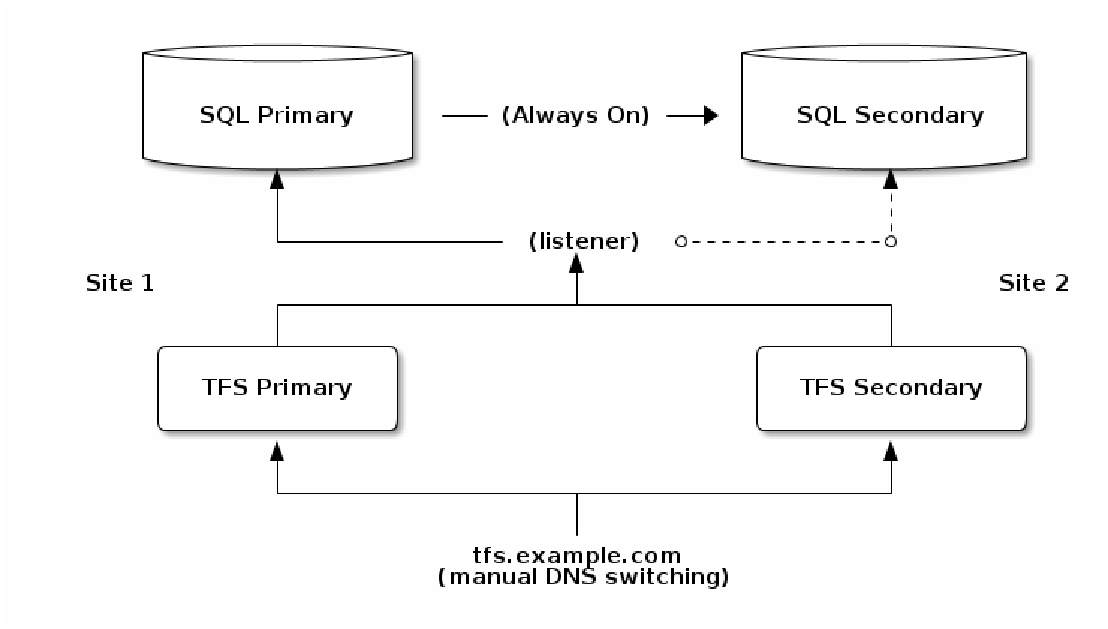 SQL Primary
(Always On)
SQL Secondary
(listener)
Site 1
Site 2
TFS Primary
TFS Secondary
tfs.example.com
(manual DNS switching)